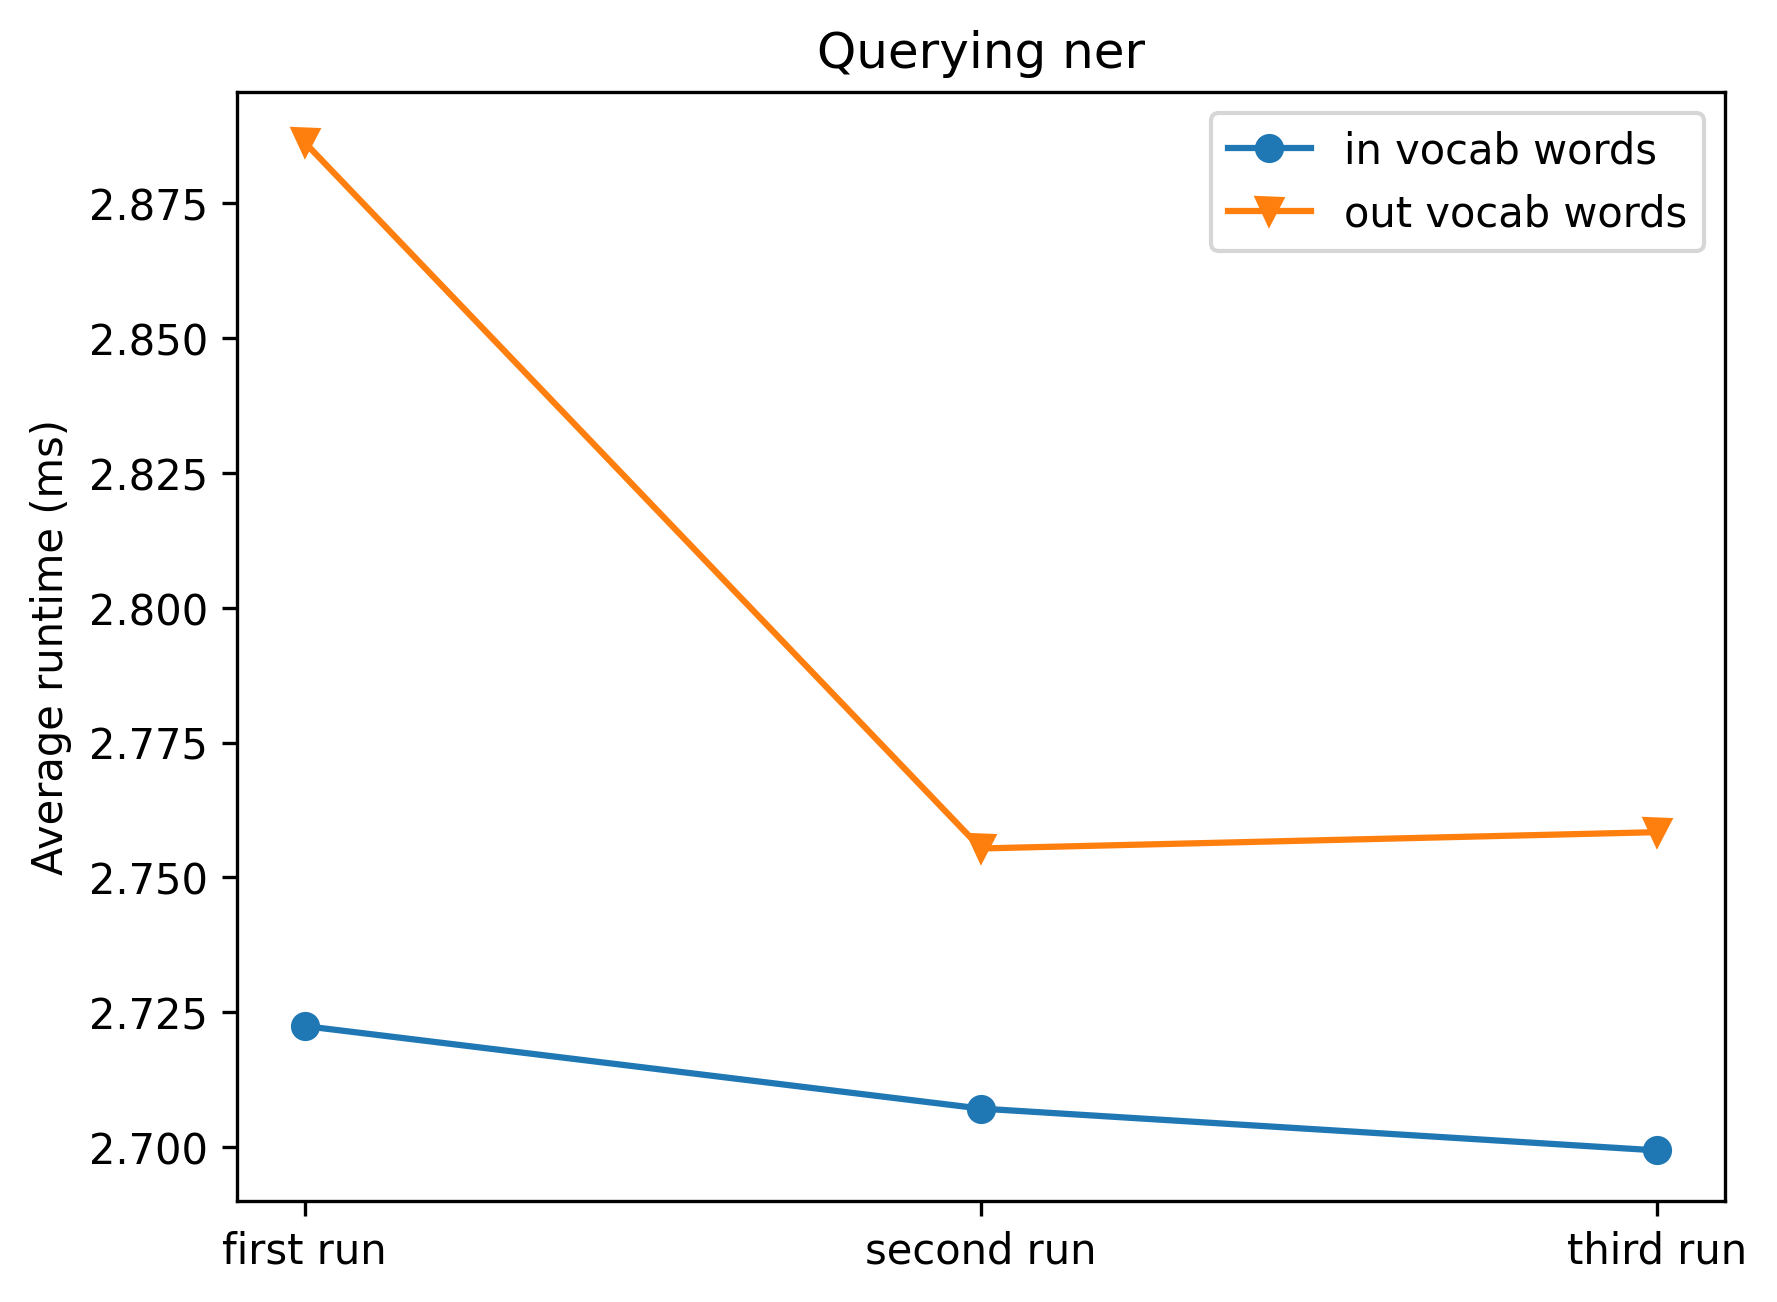 Querying ner
in vocab words
out vocab words
Average runtime (ms)
2.875
2.850
2.825
2.800
2.775
2.750
2.725
2.700
first run
second run
third run